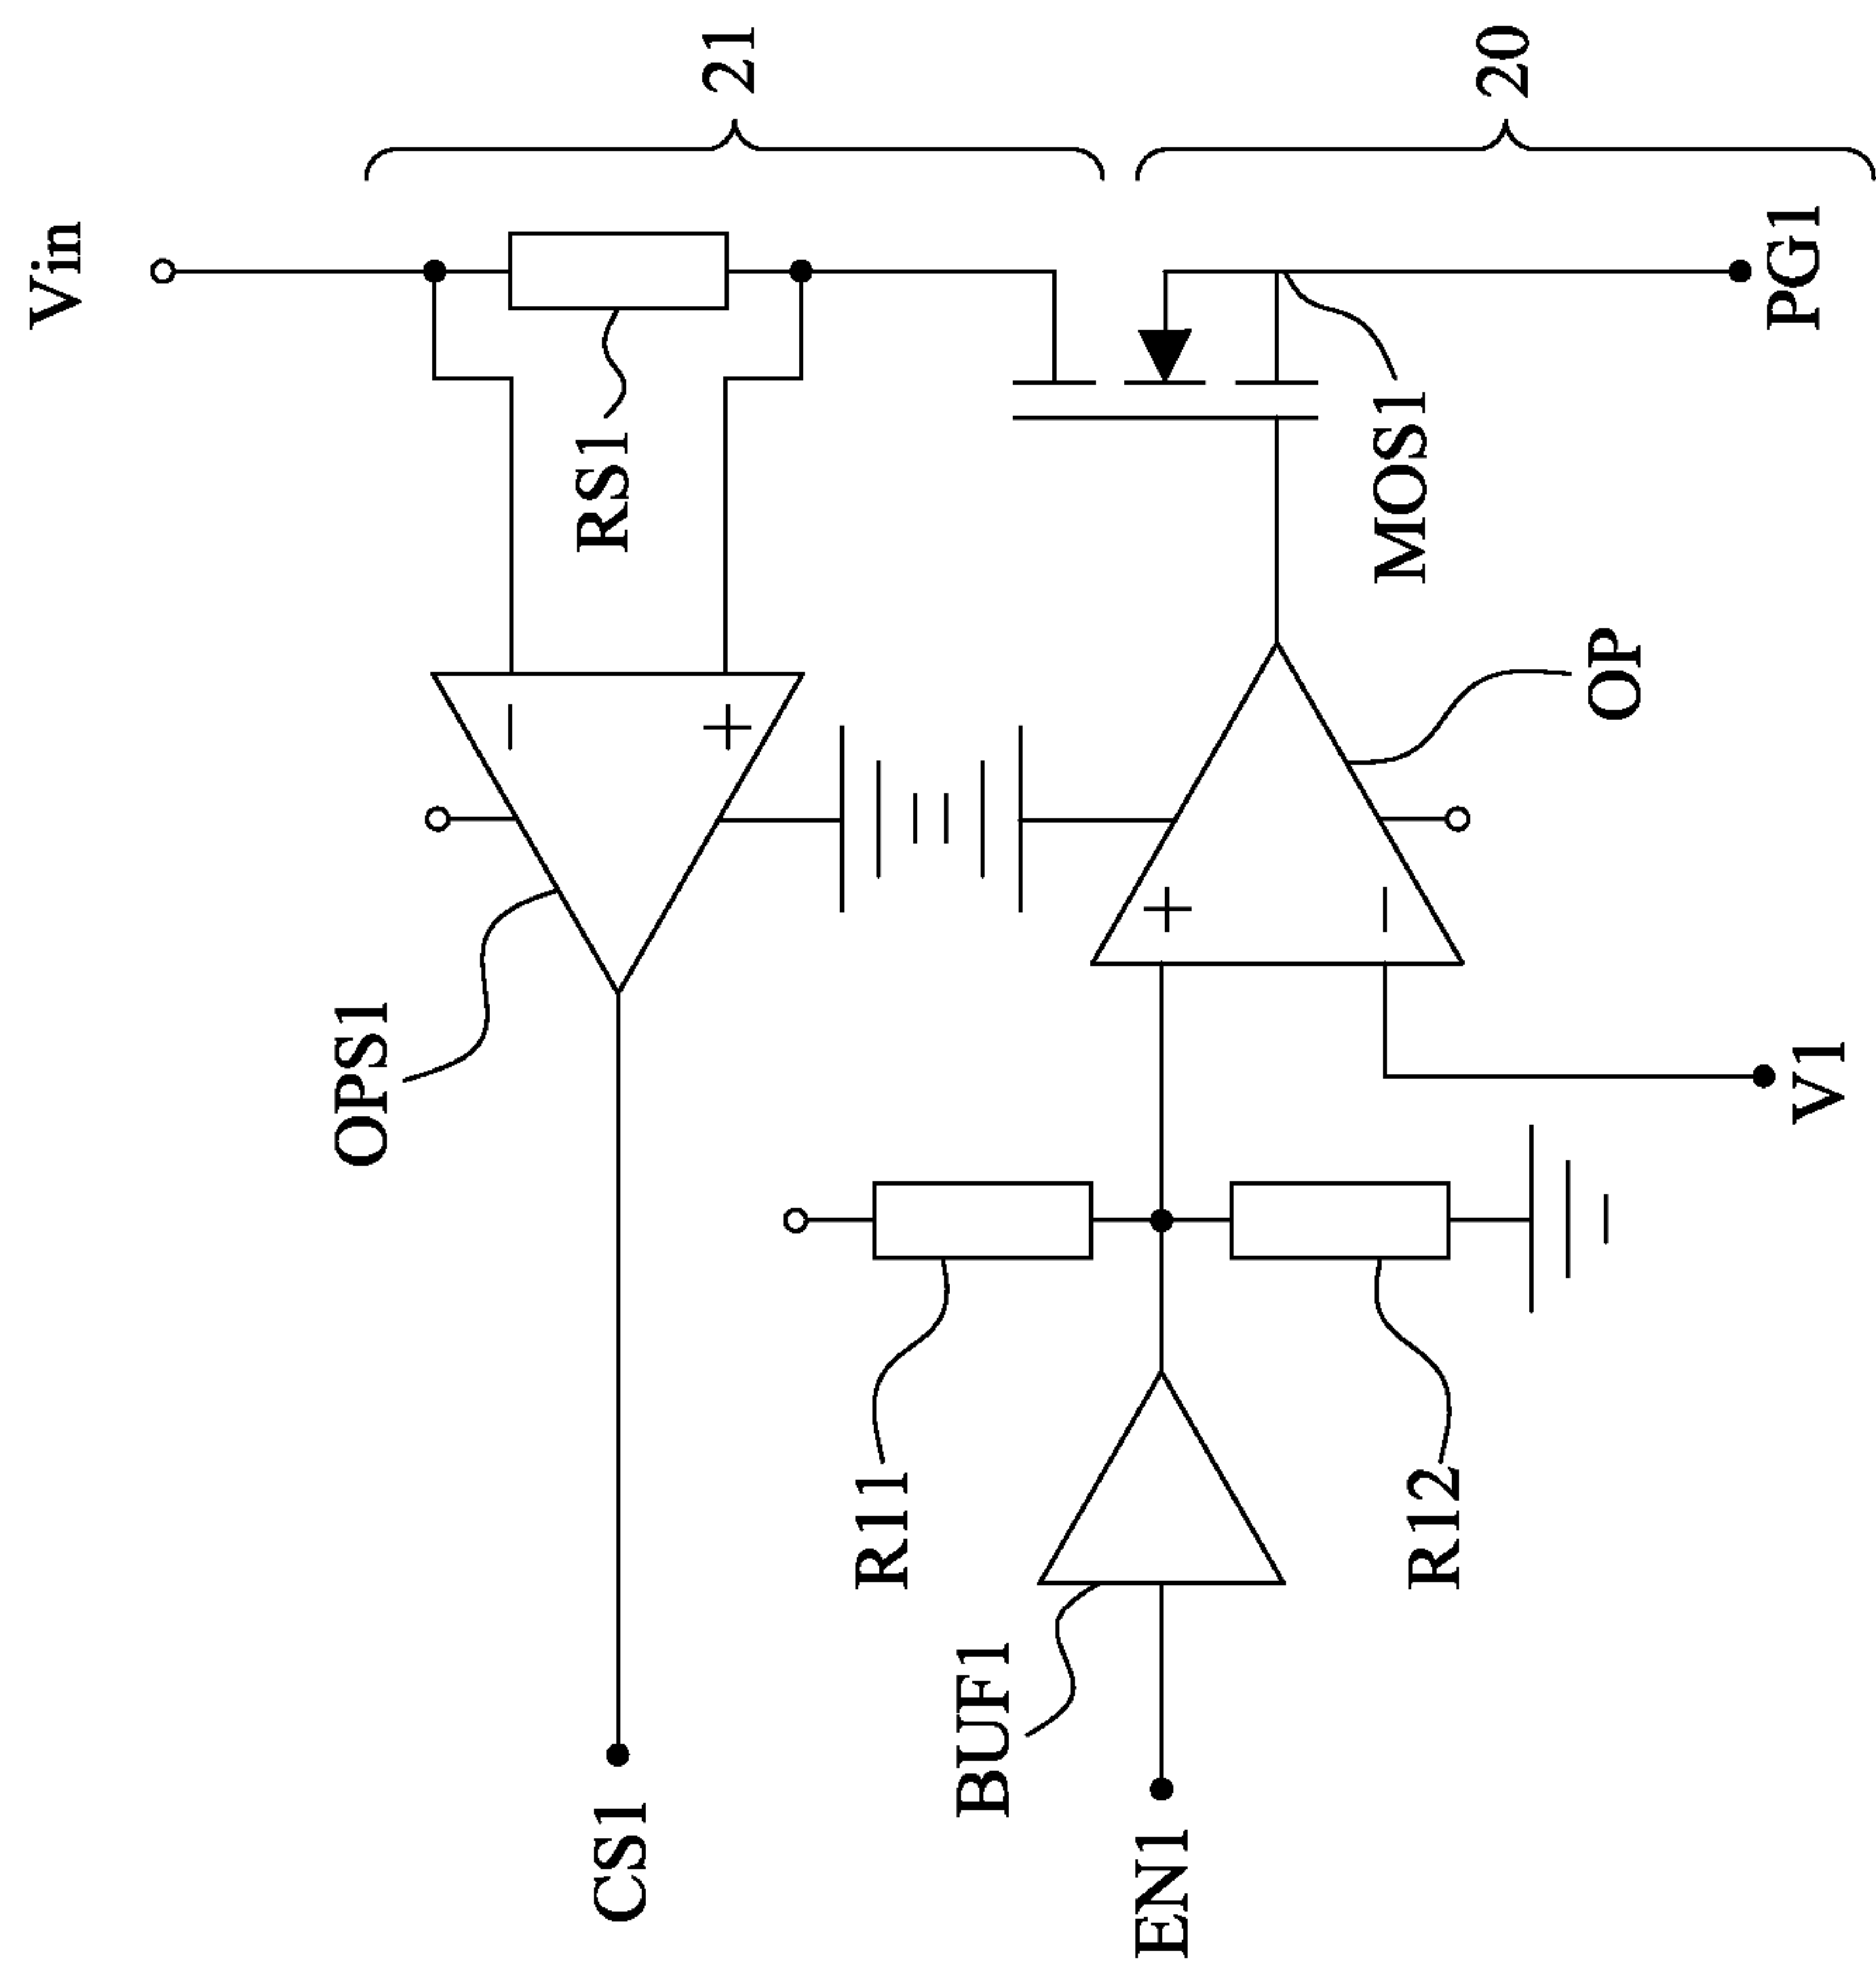 Vin
21
20
PG1
RS1
MOS1
−
+
OP
OPS1
+
−
V1
R11
R12
BUF1
CS1
EN1